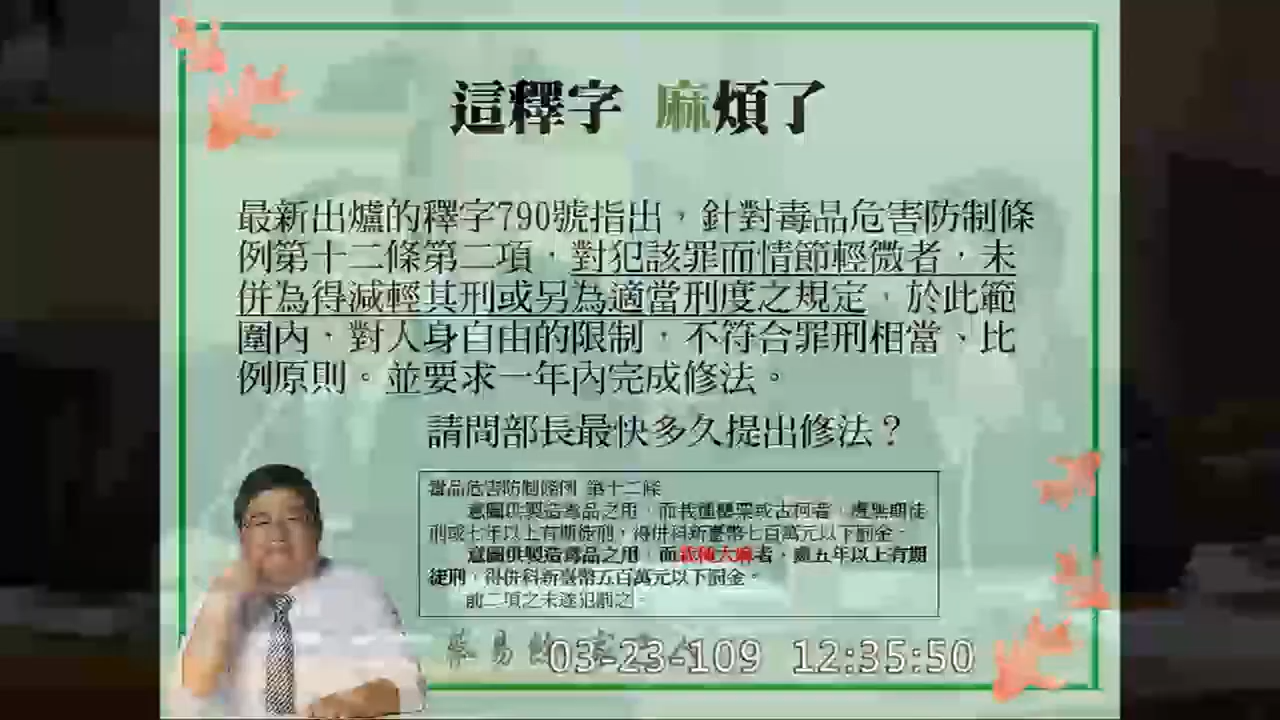 這釋字 麻煩了
最新出爐的釋字790號指出，針對毒品危害防制條
例第十二條第二項，對犯該罪而情節輕微者，未
併為得減輕其刑或另為適當刑度之規定，於此範
圍內，對人身自由的限制，不符合罪刑相當、比
例原則。並要求一年內完成修法。
請問部長最快多久提出修法？
毒品危害防制條例 第十二條
意圖供製造毒品之用，而栽種罌粟或古柯者，處無期徒
刑或七年以上有期徒刑，得併科新臺幣七百萬元以下罰金。
意圖供製造毒品之用，而栽種大麻者，處五年以上有期
徒刑，得併科新臺幣五百萬元以下罰金。
前二項之未遂犯罰之。
03-23-109 12:35:50